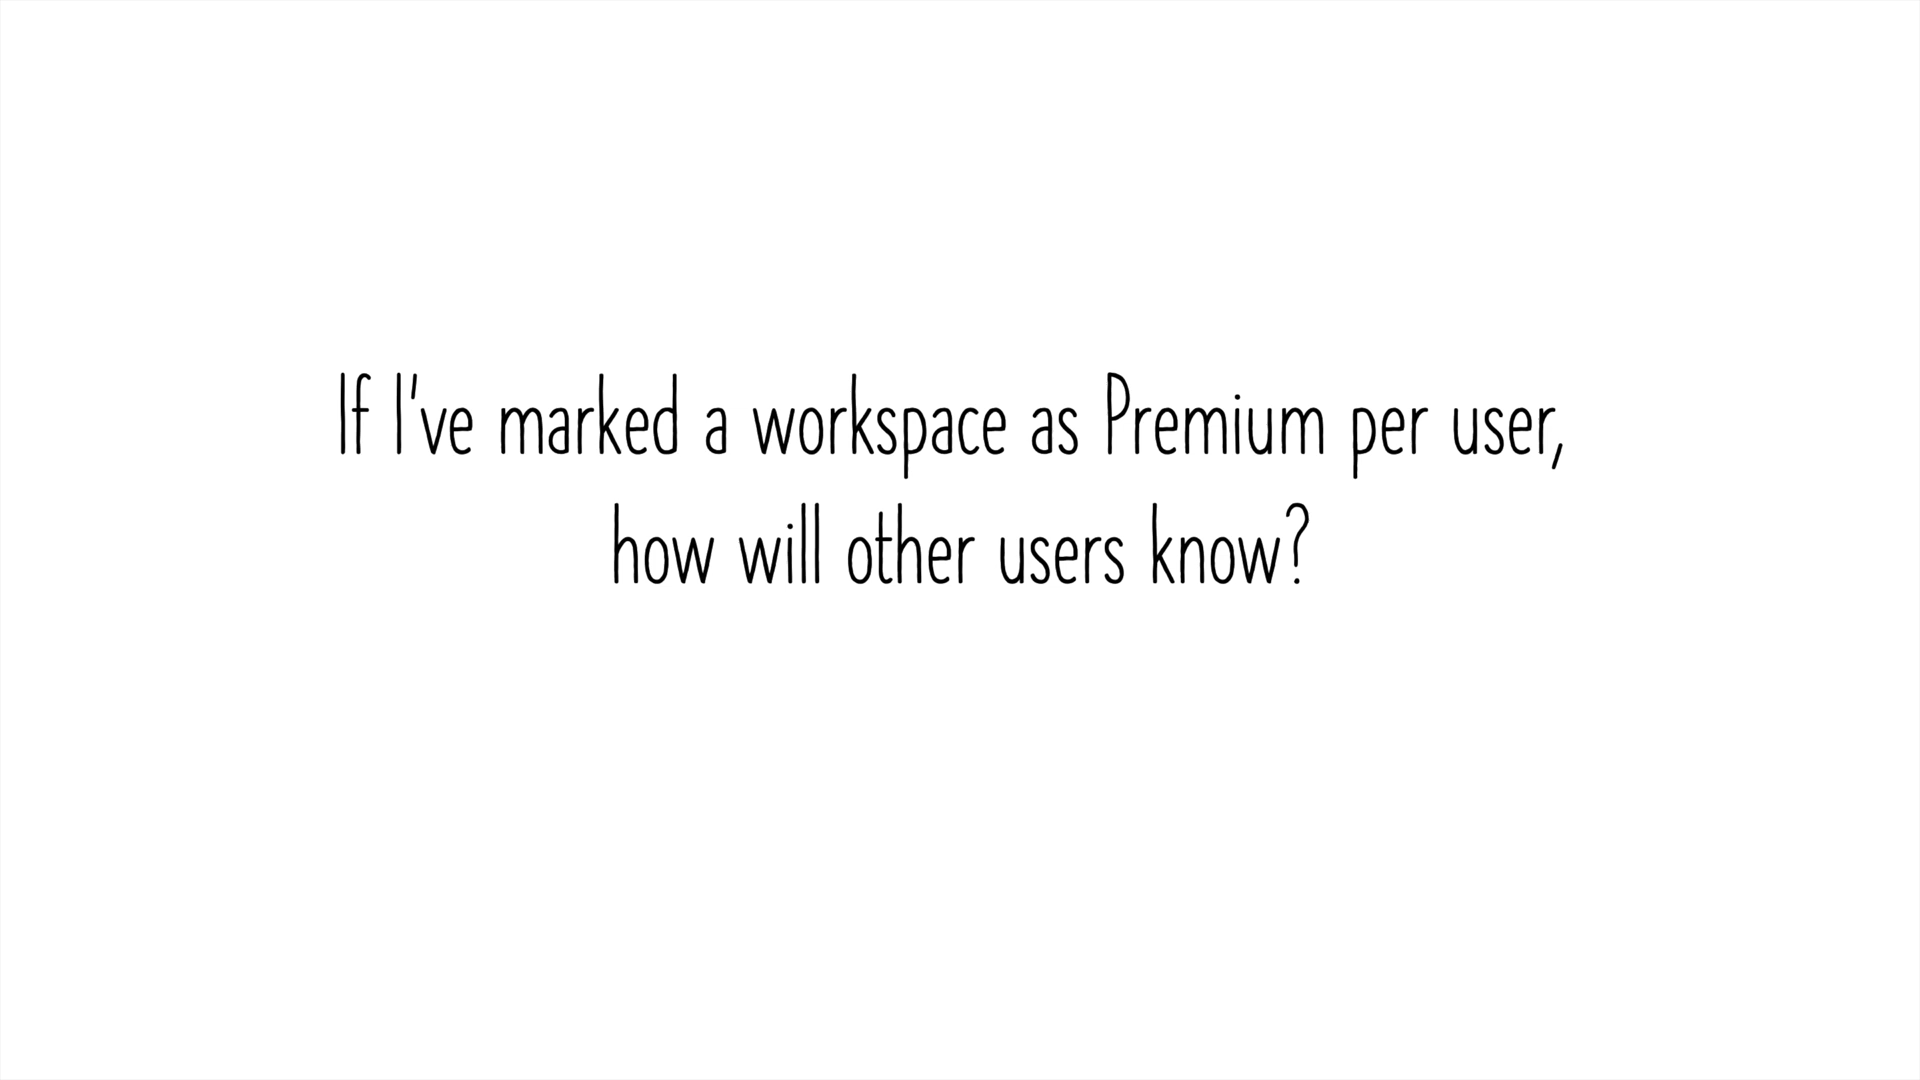 If I've marked a workspace as Premium per user,
how will other users know?